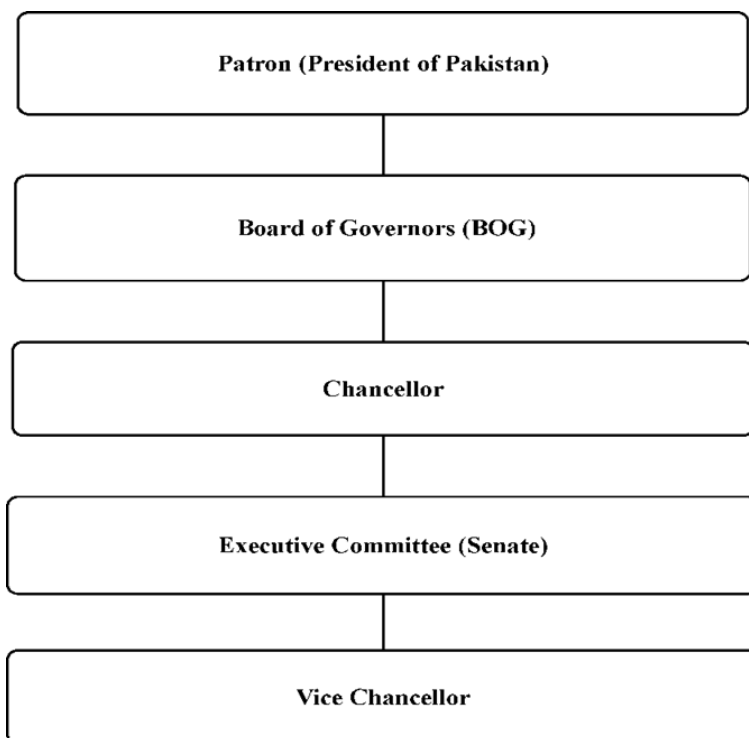 Patron (President of Pakistan)
Board of Governors (BOG)
Chancellor
Executive Committee (Senate)
Vice Chancellor